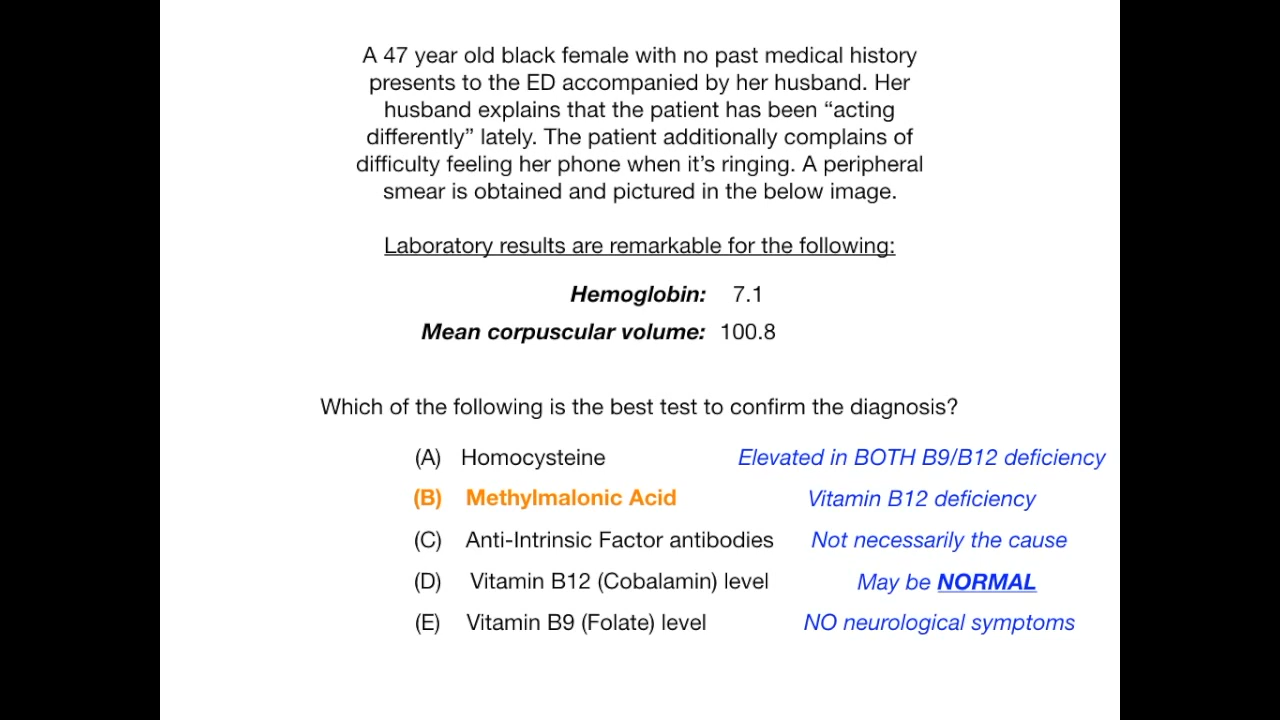 A 47 year old black female with no past medical history
presents to the ED accompanied by her husband. Her
husband explains that the patient has been “acting
differently” lately. The patient additionally complains of
difficulty feeling her phone when it’s ringing. A peripheral
smear is obtained and pictured in the below image.
Laboratory results are remarkable for the following:
Hemoglobin: 7.1
Mean corpuscular volume: 100.8
Which of the following is the best test to confirm the diagnosis?
(A) Homocysteine Elevated in BOTH B9/B12 deficiency
(B) Methylmalonic Acid Vitamin B12 deficiency
(C) Anti-Intrinsic Factor antibodies Not necessarily the cause
(D) Vitamin B12 (Cobalamin) level May be NORMAL
(E) Vitamin B9 (Folate) level NO neurological symptoms